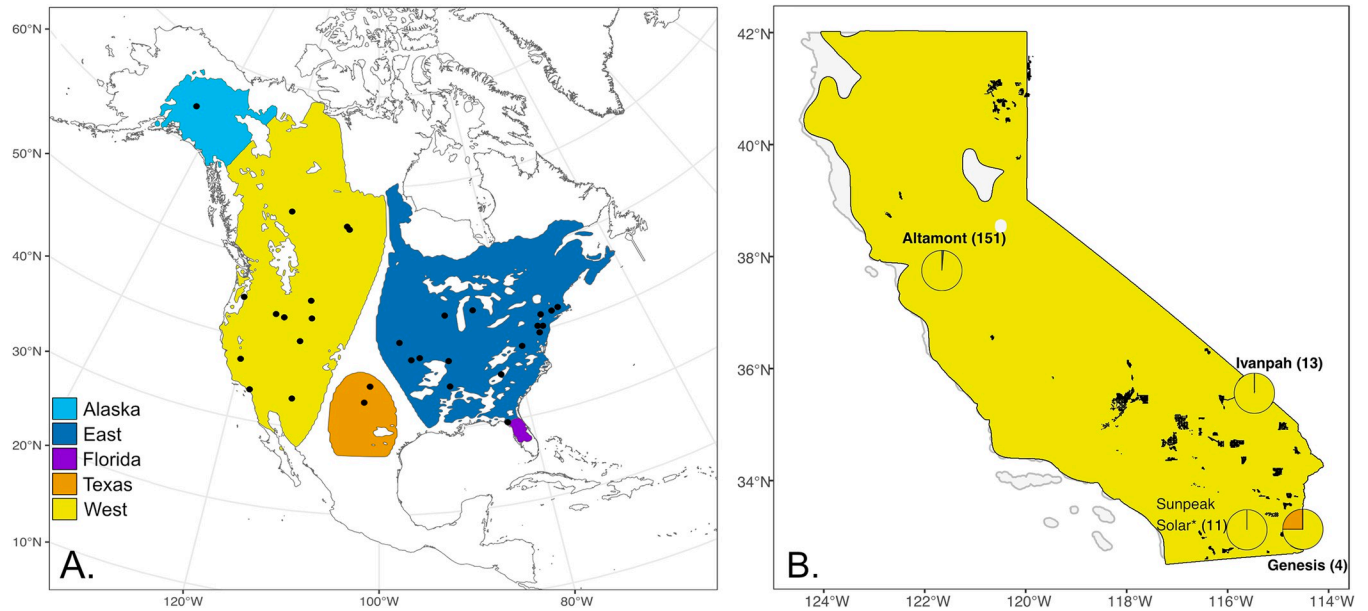 60°N
50°N
40°N
30°N
20°N
10°N
Alaska
East
Florida
Texas
West
A.
120°W
100°W
80°W
42°N
40°N
38°N
36°N
34°N
Altamont (151)
Ivanpah (13)
Sunpeak
Solar* (11)
Genesis (4)
B.
124°W
122°W
120°W
118°W
116°W
114°W